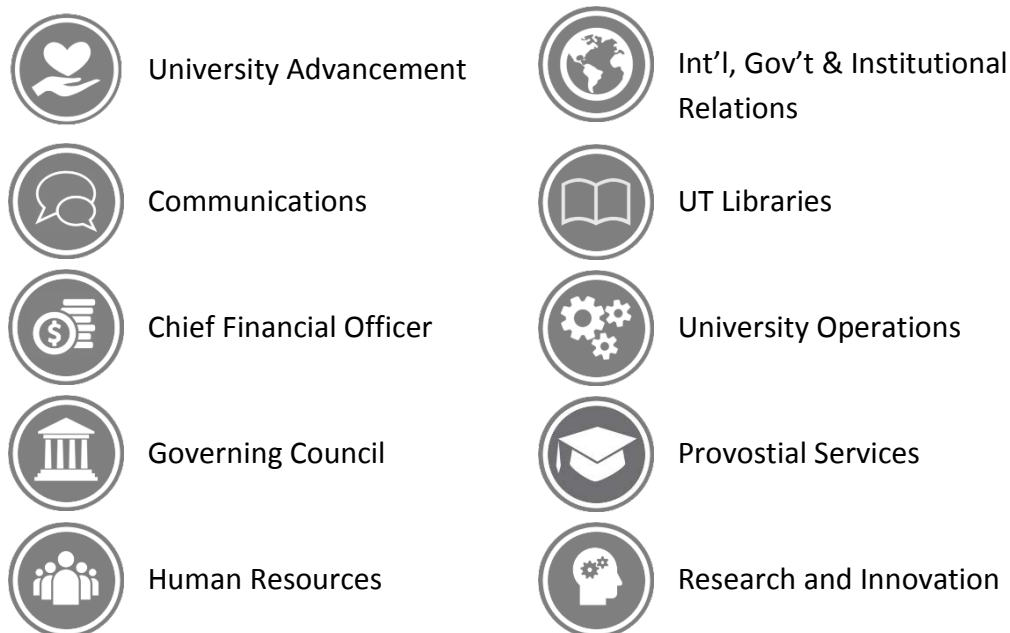 University Advancement
Communications
Chief Financial Officer
$
Governing Council
Human Resources
Int’l, Gov’t & Institutional
Relations
UT Libraries
University Operations
Provostial Services
Research and Innovation